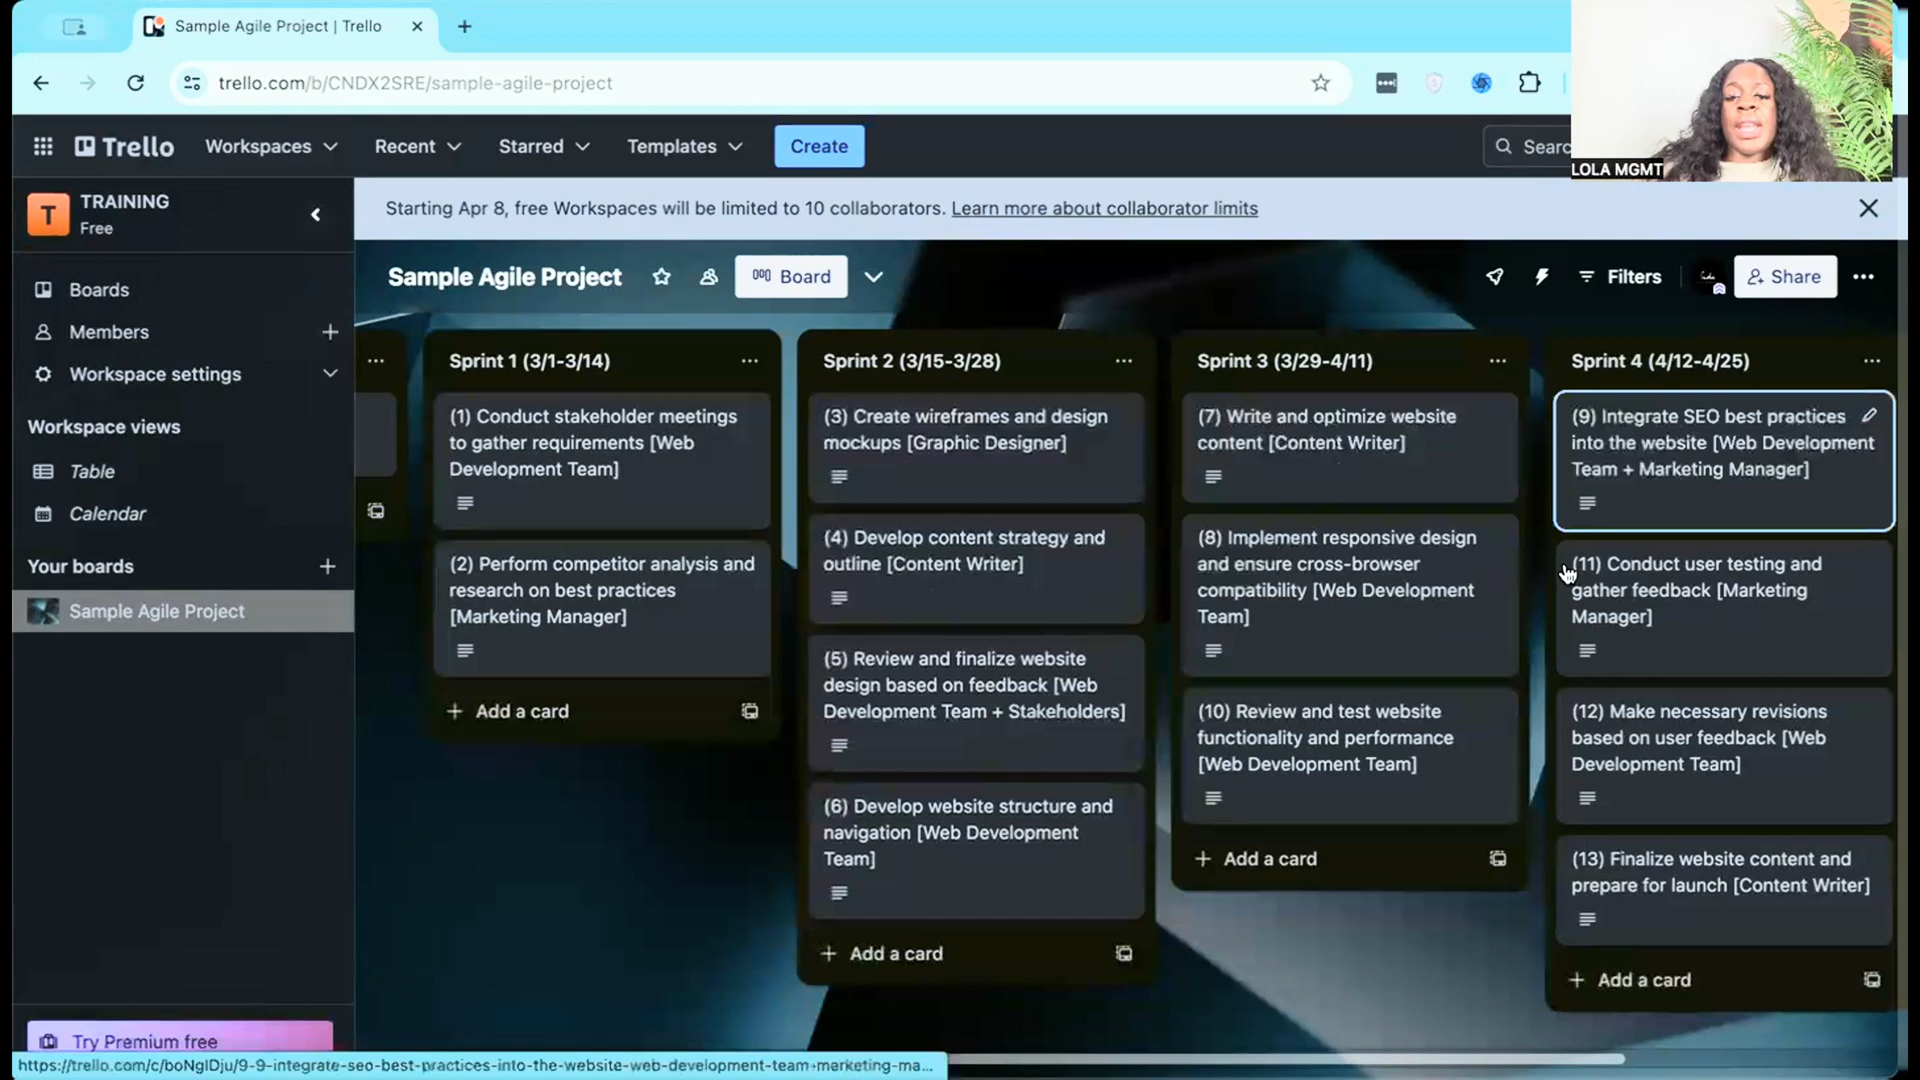 Sample Agile Project | Trello
trello.com/b/CNDX2SRE/sample-agile-project
LOLA MGMT
Trello
Workspaces
Recent
Starred
Templates
Create
Searc
T
TRAINING
Free
Starting Apr 8, free Workspaces will be limited to 10 collaborators. Learn more about collaborator limits
Boards
Members
Workspace settings
Workspace views
Table
Calendar
Your boards
Sample Agile Project
Try Premium free
Sample Agile Project
Board
Filters
Share
Sprint 1 (3/1-3/14)
(1) Conduct stakeholder meetings
to gather requirements [Web
Development Team]
(2) Perform competitor analysis and
research on best practices
[Marketing Manager]
Add a card
Sprint 2 (3/15-3/28)
(3) Create wireframes and design
mockups [Graphic Designer]
(4) Develop content strategy and
outline [Content Writer]
(5) Review and finalize website
design based on feedback [Web
Development Team + Stakeholders]
(6) Develop website structure and
navigation [Web Development
Team]
Add a card
Sprint 3 (3/29-4/11)
(7) Write and optimize website
content [Content Writer]
(8) Implement responsive design
and ensure cross-browser
compatibility [Web Development
Team]
(10) Review and test website
functionality and performance
[Web Development Team]
Add a card
Sprint 4 (4/12-4/25)
(9) Integrate SEO best practices
into the website [Web Development
Team + Marketing Manager]
(11) Conduct user testing and
gather feedback [Marketing
Manager]
(12) Make necessary revisions
based on user feedback [Web
Development Team]
(13) Finalize website content and
prepare for launch [Content Writer]
Add a card
https://trello.com/c/boNgIDju/9-9-integrate-seo-best-practices-into-the-website-web-development-team-marketing-ma...